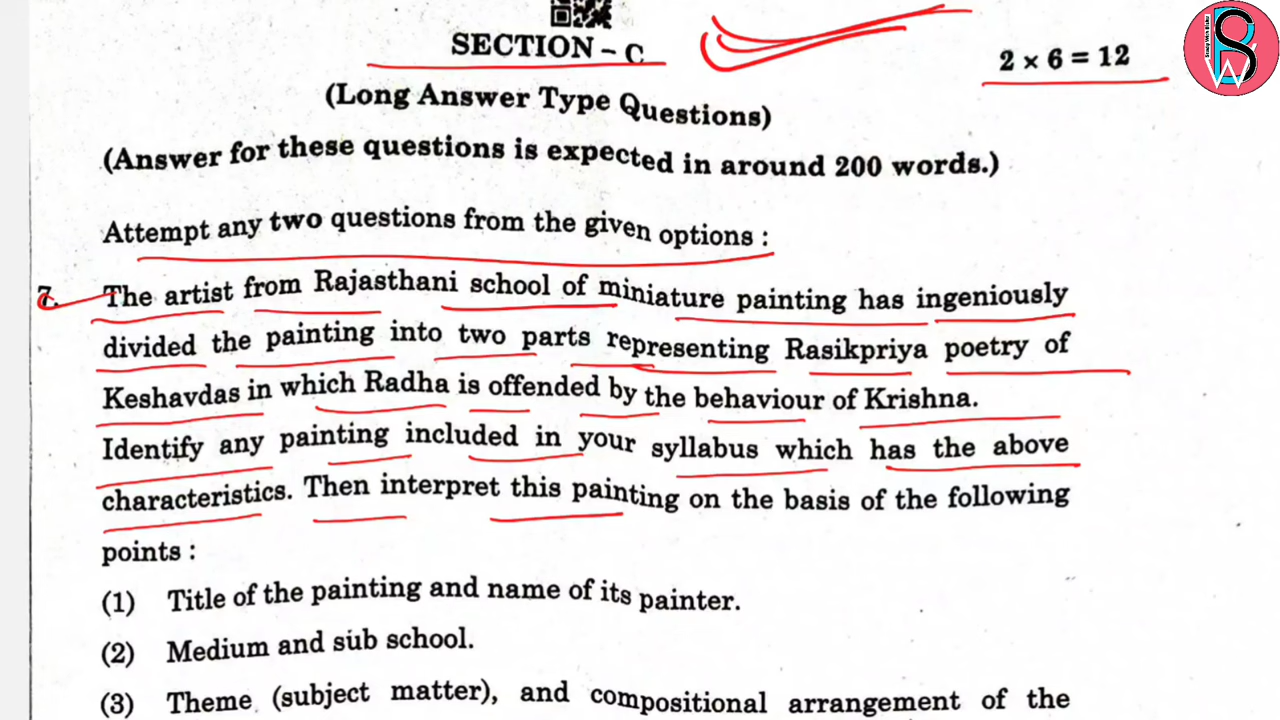 SECTION – C
2 × 6 = 12
(Long Answer Type Questions)
(Answer for these questions is expected in around 200 words.)
Attempt any two questions from the given options :
7. The artist from Rajasthani school of miniature painting has ingeniously
divided the painting into two parts representing Rasikpriya poetry of
Keshavdas in which Radha is offended by the behaviour of Krishna.
Identify any painting included in your syllabus which has the above
characteristics. Then interpret this painting on the basis of the following
points :
(1) Title of the painting and name of its painter.
(2) Medium and sub school.
(3) Theme (subject matter), and compositional arrangement of the